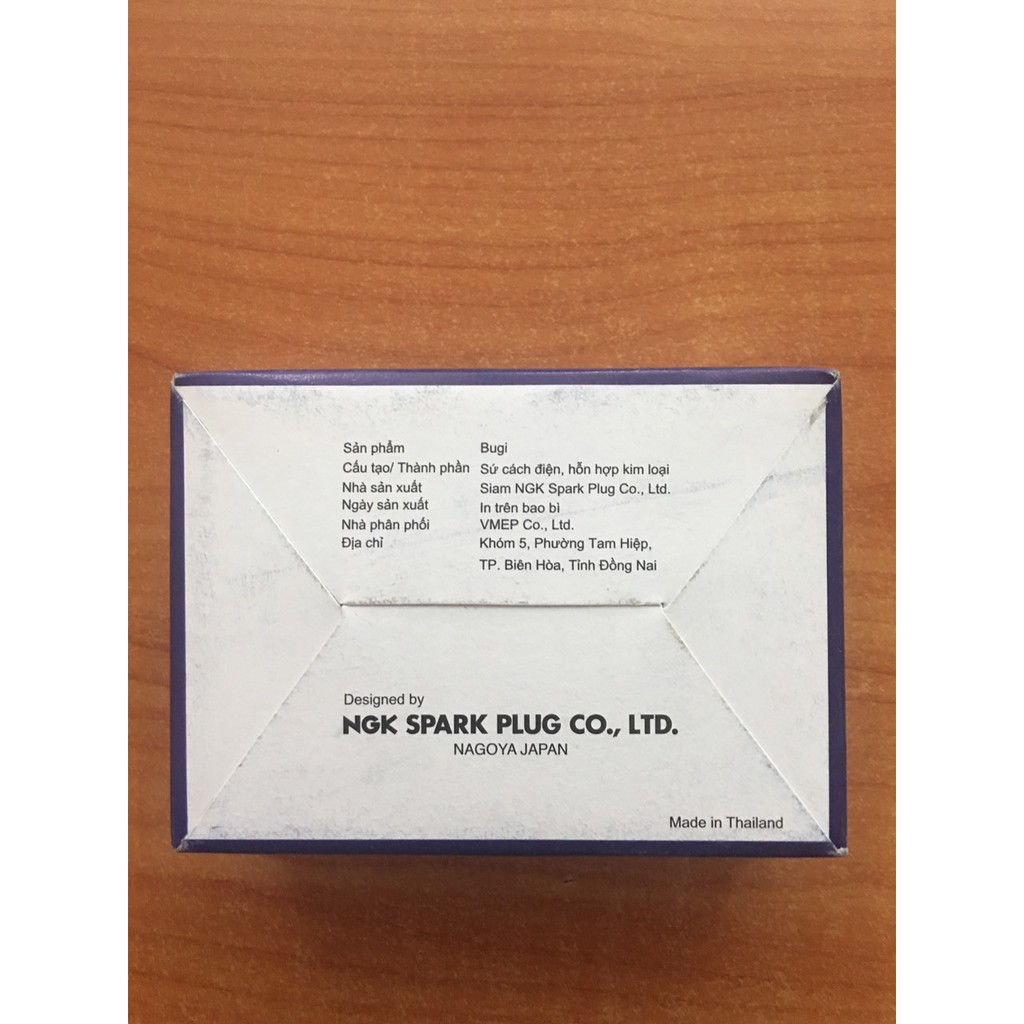 Sản phẩm Bugi
Cấu tạo/ Thành phần Sứ cách điện, hỗn hợp kim loại
Nhà sản xuất Siam NGK Spark Plug Co., Ltd.
Ngày sản xuất In trên bao bì
Nhà phân phối VMEP Co., Ltd.
Địa chỉ Khóm 5, Phường Tam Hiệp,
TP. Biên Hòa, Tỉnh Đồng Nai
Designed by
NGK SPARK PLUG CO., LTD.
NAGOYA JAPAN
Made in Thailand